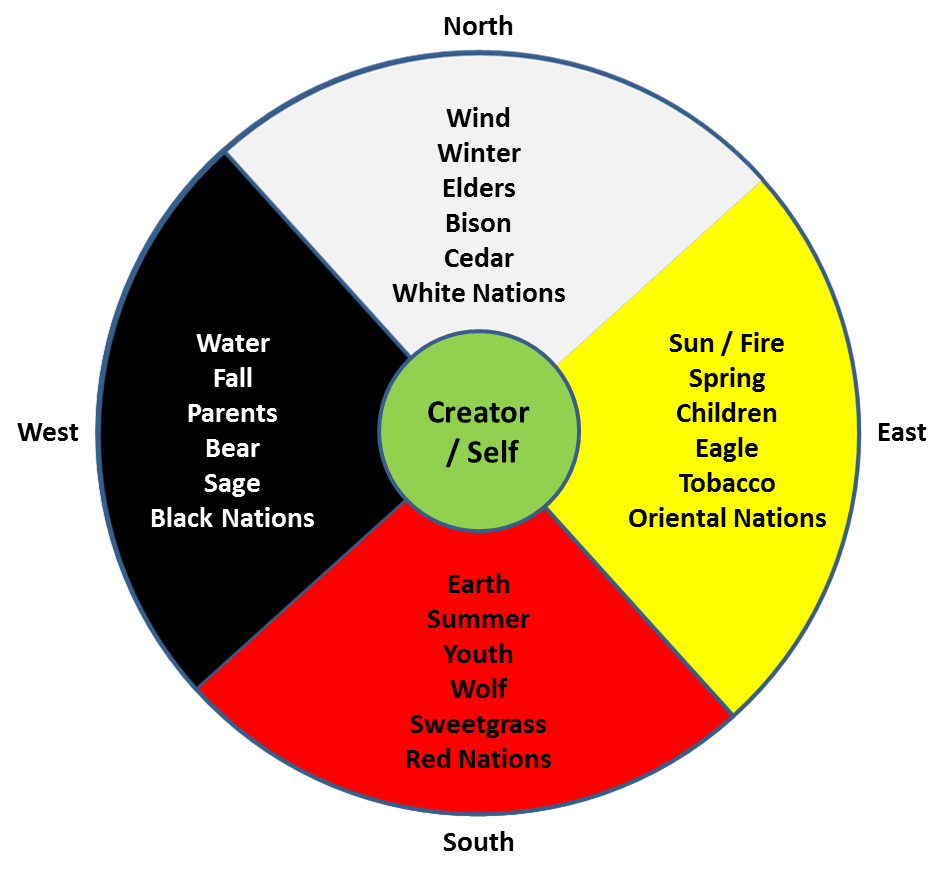 North
Wind
Winter
Elders
Bison
Cedar
White Nations
West
Water
Fall
Parents
Bear
Sage
Black Nations
Creator
/ Self
Sun / Fire
Spring
Children
Eagle
Tobacco
Oriental Nations
East
Earth
Summer
Youth
Wolf
Sweetgrass
Red Nations
South